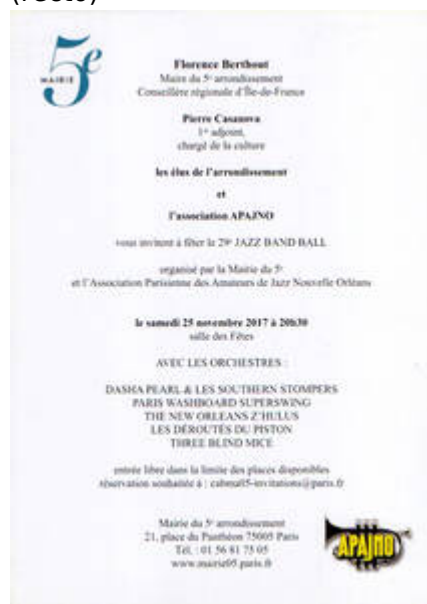 (recto)
MAIRIE 5e
Florence Berthout
Maire du 5e arrondissement
Conseillère régionale d'Île-de-France
Pierre Casanova
1er adjoint,
chargé de la culture
les élus de l'arrondissement
et
l'association APAJNO
vous invitent à fêter le 29e JAZZ BAND BALL
organisé par la Mairie du 5e
et l'Association Parisienne des Amateurs de Jazz Nouvelle Orléans
le samedi 25 novembre 2017 à 20h30
salle des Fêtes
AVEC LES ORCHESTRES :
DASHA PEARL & LES SOUTHERN STOMPERS
PARIS WASHBOARD SUPERSWING
THE NEW ORLEANS Z'HULUS
LES DÉROUTÉS DU PISTON
THREE BLIND MICE
entrée libre dans la limite des places disponibles
réservation souhaitée à : cabma05-invitations@paris.fr
Mairie du 5e arrondissement
21, place du Panthéon 75005 Paris
Tél. : 01 56 81 75 05
www.mairie05.paris.fr
APAJNO